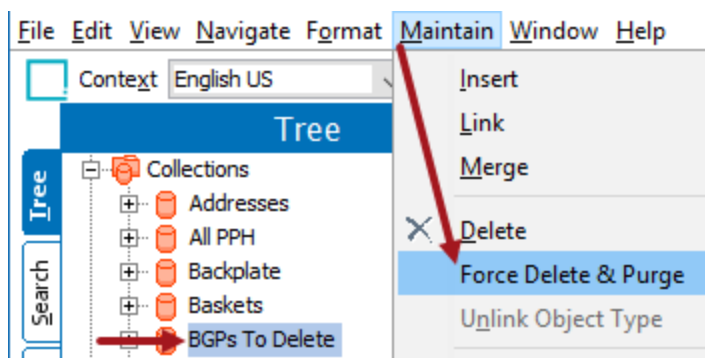 File Edit View Navigate Format Maintain Window Help
Context English US
Insert
Tree
Link
Tree
Collections
Merge
Addresses
All PPH
Delete
Search
Backplate
Force Delete & Purge
Baskets
Unlink Object Type
BGPs To Delete